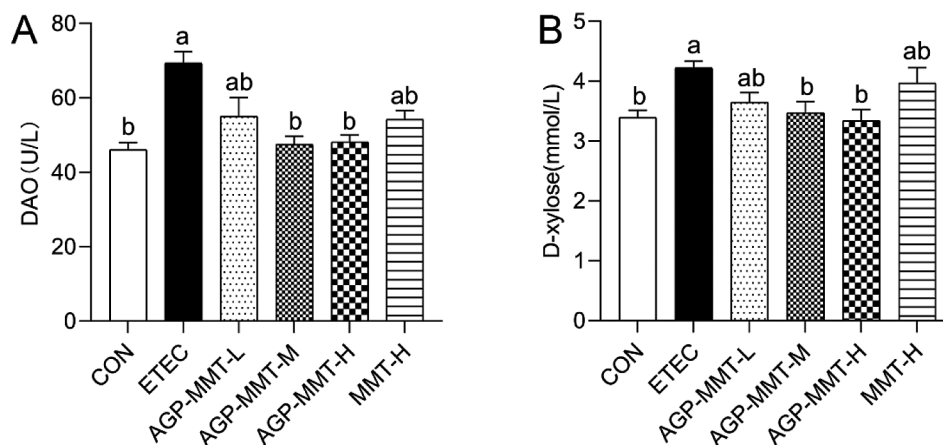 A
DAO (U/L)
80
60
40
20
0
b
a
ab
b
b
ab
CON
ETEC
AGP-MMT-L
AGP-MMT-M
AGP-MMT-H
MMT-H
B
D-xylose(mmol/L)
5
4
3
2
1
0
b
a
ab
b
b
ab
CON
ETEC
AGP-MMT-L
AGP-MMT-M
AGP-MMT-H
MMT-H